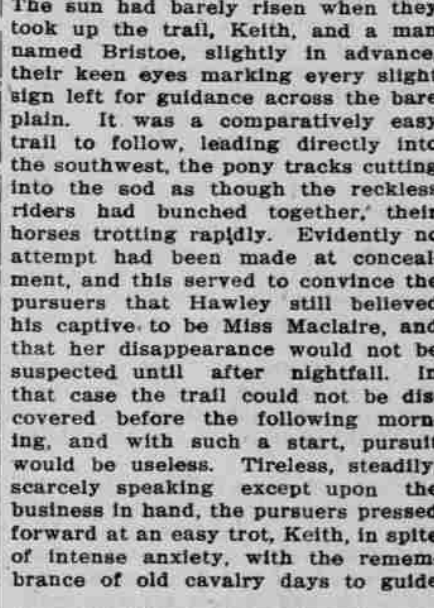 The sun had barely risen when they
took up the trail, Keith, and a man
named Bristoe, slightly in advance,
their keen eyes marking every slight
sign left for guidance across the bare
plain. It was a comparatively easy
trail to follow, leading directly into
the southwest, the pony tracks cutting
into the sod as though the reckless
riders had bunched together, their
horses trotting rapidly. Evidently no
attempt had been made at conceal-
ment, and this served to convince the
pursuers that Hawley still believed
his captive to be Miss Maclaire, and
that her disappearance would not be
suspected until after nightfall. In
that case the trail could not be dis-
covered before the following morn-
ing, and with such a start, pursuit
would be useless. Tireless, steadily,
scarcely speaking except upon the
business in hand, the pursuers pressed
forward at an easy trot, Keith, in spite
of intense anxiety, with the remem-
brance of old cavalry days to guide